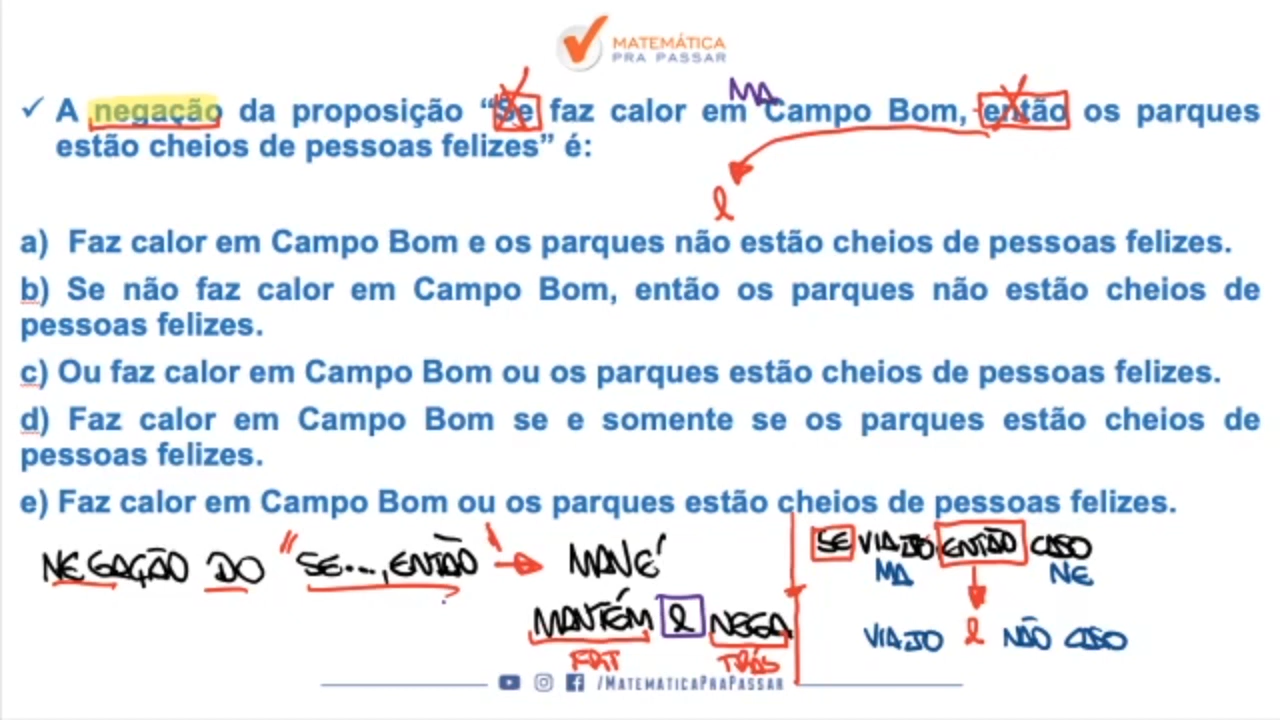 MATEMÁTICA
PRA PASSAR
MA
✓ A negação da proposição “Se faz calor em Campo Bom, então os parques
estão cheios de pessoas felizes” é:
e
a) Faz calor em Campo Bom e os parques não estão cheios de pessoas felizes.
b) Se não faz calor em Campo Bom, então os parques não estão cheios de
pessoas felizes.
c) Ou faz calor em Campo Bom ou os parques estão cheios de pessoas felizes.
d) Faz calor em Campo Bom se e somente se os parques estão cheios de
pessoas felizes.
e) Faz calor em Campo Bom ou os parques estão cheios de pessoas felizes.
NEGAÇÃO DO "SE...,ENTÃO" → MANÉ
MANTÉM e NEGA
FRT TRÁS
SE VIAJO ENTÃO CASO
MA NE
VIAJO e NÃO CASO
/MATEMATICAPRAPASSAR